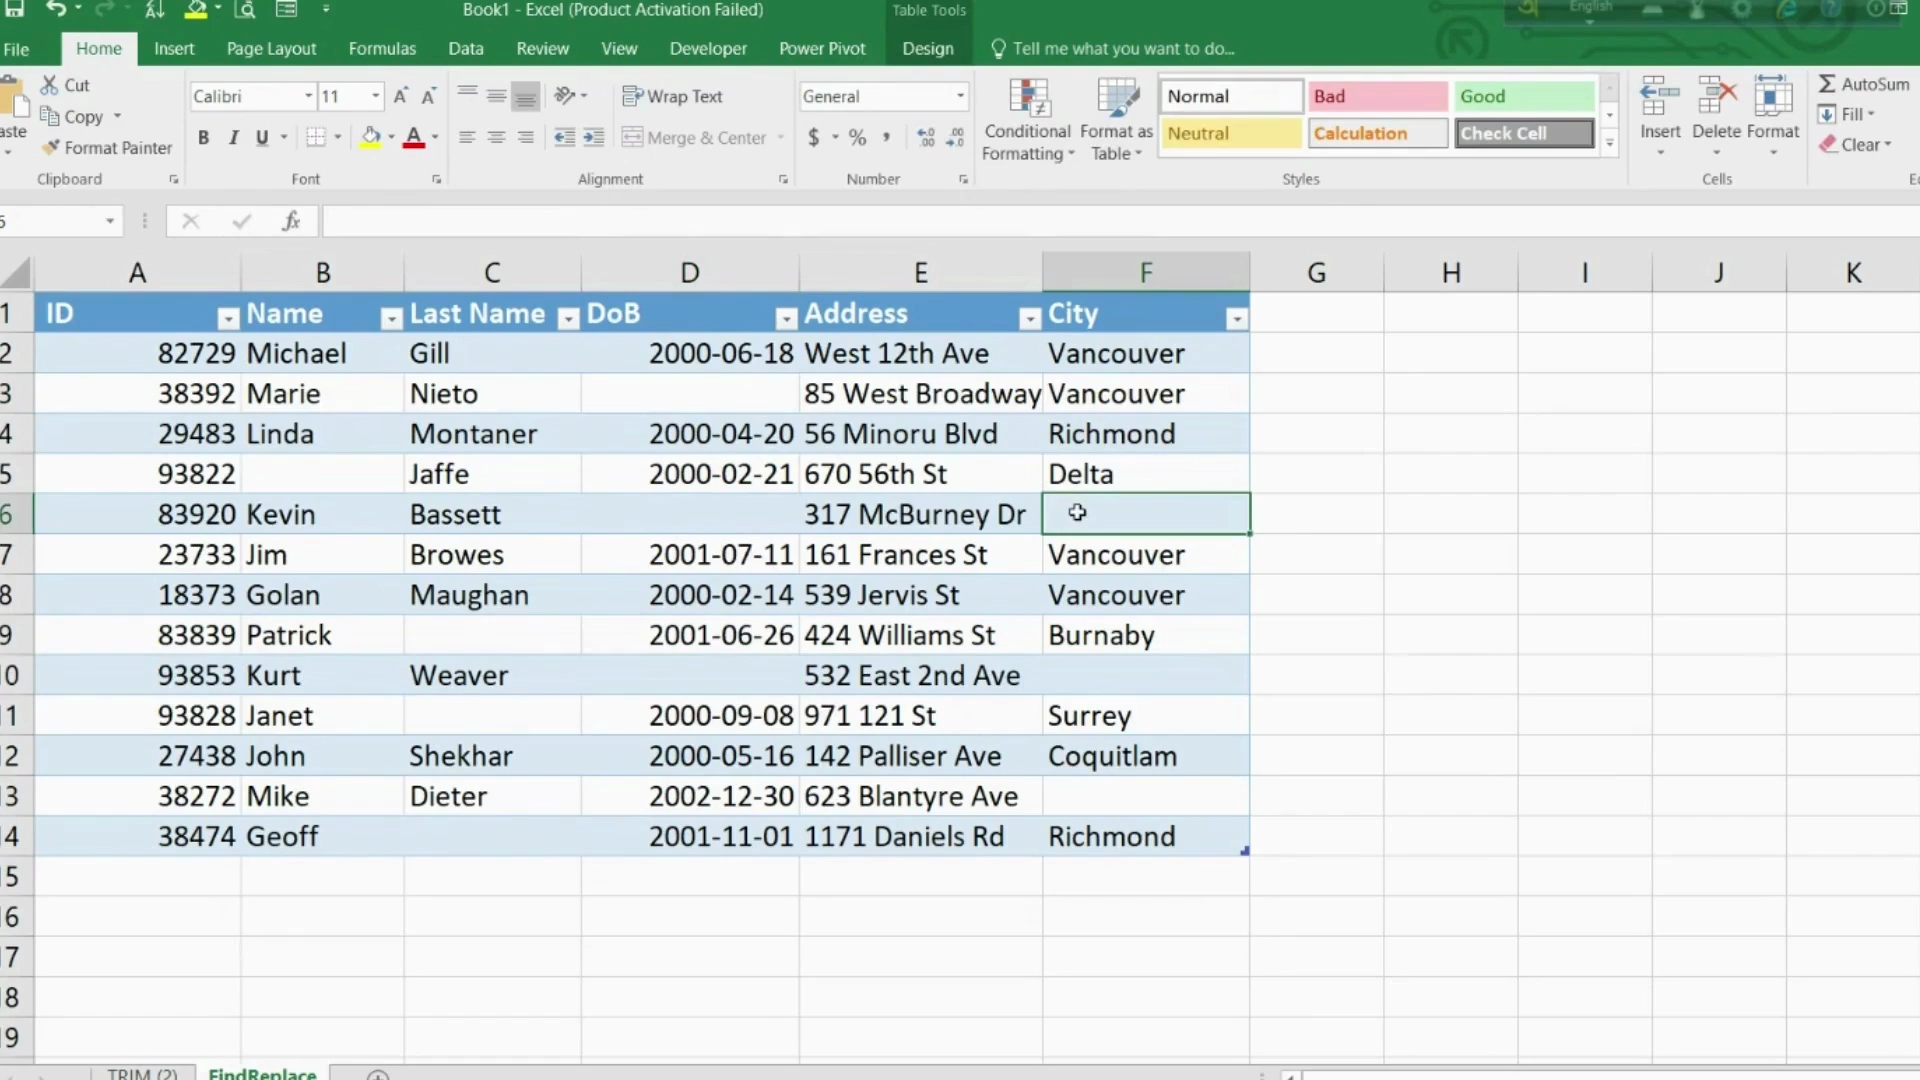 Book1 - Excel (Product Activation Failed)
Table Tools
English
File Home Insert Page Layout Formulas Data Review View Developer Power Pivot Design Tell me what you want to do...
Cut
Copy
Format Painter
Clipboard
Calibri 11
B I U A
Font
Wrap Text
Merge & Center
Alignment
General
$ % ,
Number
Conditional Formatting
Format as Table
Normal Bad Good
Neutral Calculation Check Cell
Styles
Insert Delete Format
Cells
AutoSum
Fill
Clear
fx
A B C D E F G H I J K
1 ID Name Last Name DoB Address City
2 82729 Michael Gill 2000-06-18 West 12th Ave Vancouver
3 38392 Marie Nieto 85 West Broadway Vancouver
4 29483 Linda Montaner 2000-04-20 56 Minoru Blvd Richmond
5 93822 Jaffe 2000-02-21 670 56th St Delta
6 83920 Kevin Bassett 317 McBurney Dr
7 23733 Jim Browes 2001-07-11 161 Frances St Vancouver
8 18373 Golan Maughan 2000-02-14 539 Jervis St Vancouver
9 83839 Patrick 2001-06-26 424 Williams St Burnaby
10 93853 Kurt Weaver 532 East 2nd Ave
11 93828 Janet 2000-09-08 971 121 St Surrey
12 27438 John Shekhar 2000-05-16 142 Palliser Ave Coquitlam
13 38272 Mike Dieter 2002-12-30 623 Blantyre Ave
14 38474 Geoff 2001-11-01 1171 Daniels Rd Richmond
15
16
17
18
19
TRIM (2) FindReplace